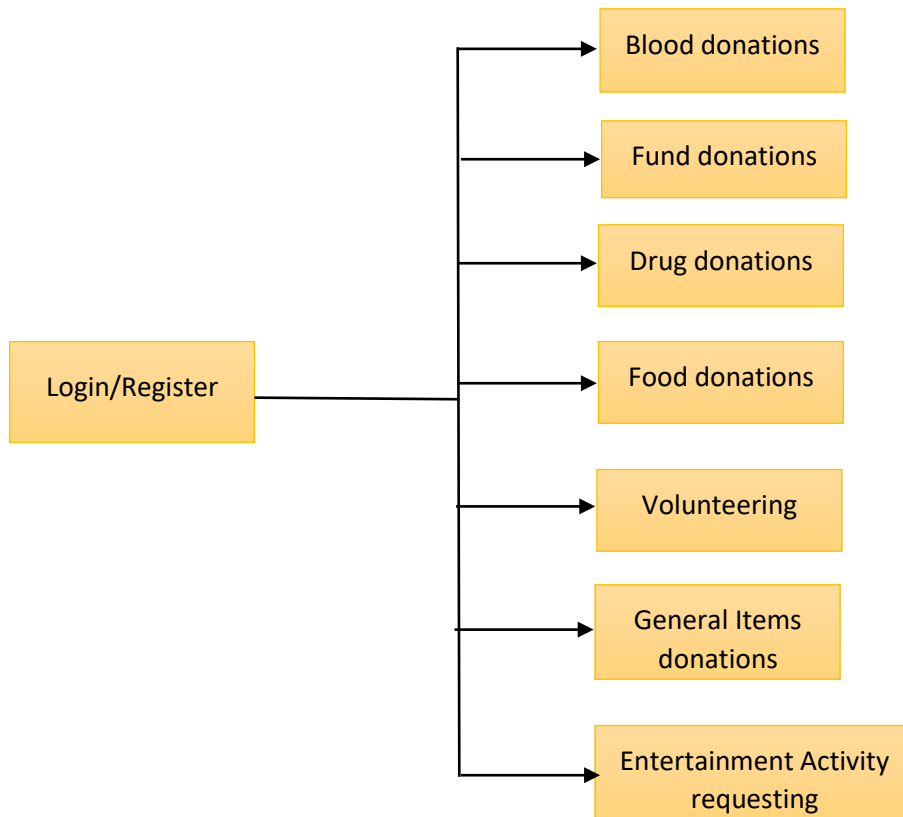 Blood donations
Fund donations
Drug donations
Food donations
Login/Register
Volunteering
General Items
donations
Entertainment Activity
requesting